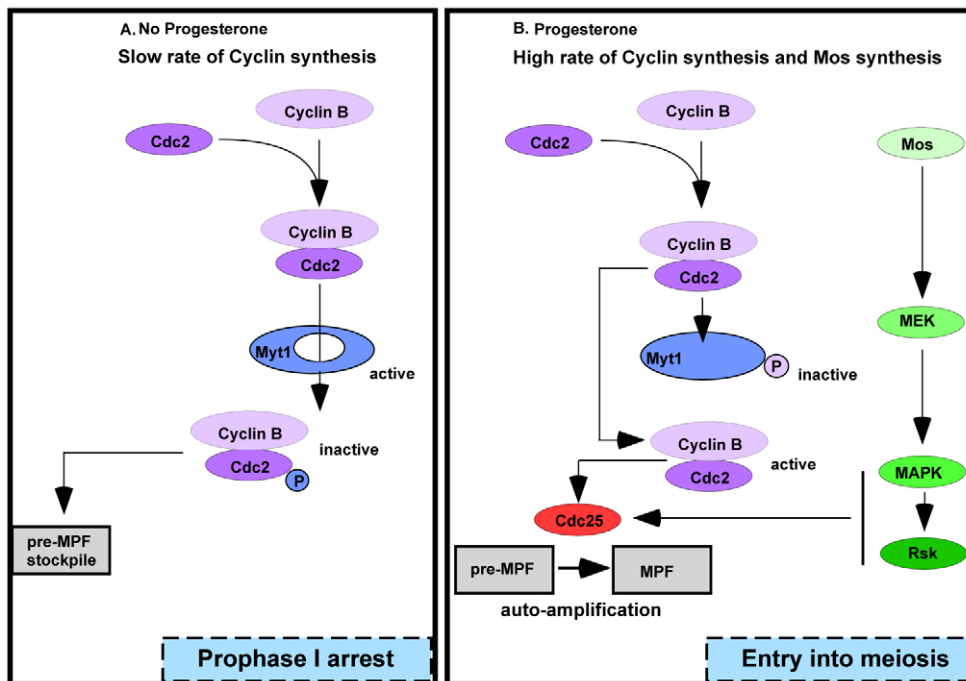 A. No Progesterone
Slow rate of Cyclin synthesis
Cyclin B
Cdc2
Cyclin B
Cdc2
Myt1
active
Cyclin B
inactive
Cdc2
P
pre-MPF
stockpile
Prophase I arrest
B. Progesterone
High rate of Cyclin synthesis and Mos synthesis
Cyclin B
Cdc2
Mos
Cyclin B
Cdc2
MEK
Myt1
P
inactive
Cyclin B
active
Cdc2
MAPK
Cdc25
Rsk
pre-MPF
MPF
auto-amplification
Entry into meiosis